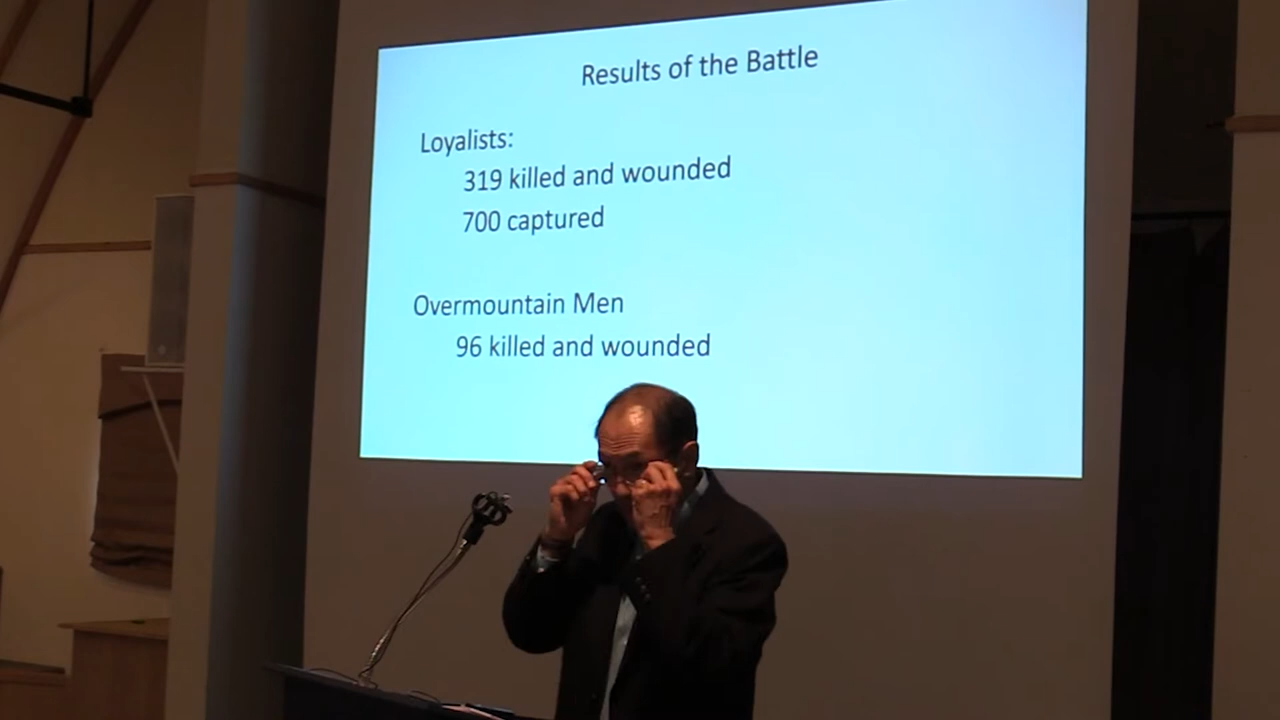 Results of the Battle
Loyalists:
319 killed and wounded
700 captured
Overmountain Men
96 killed and wounded